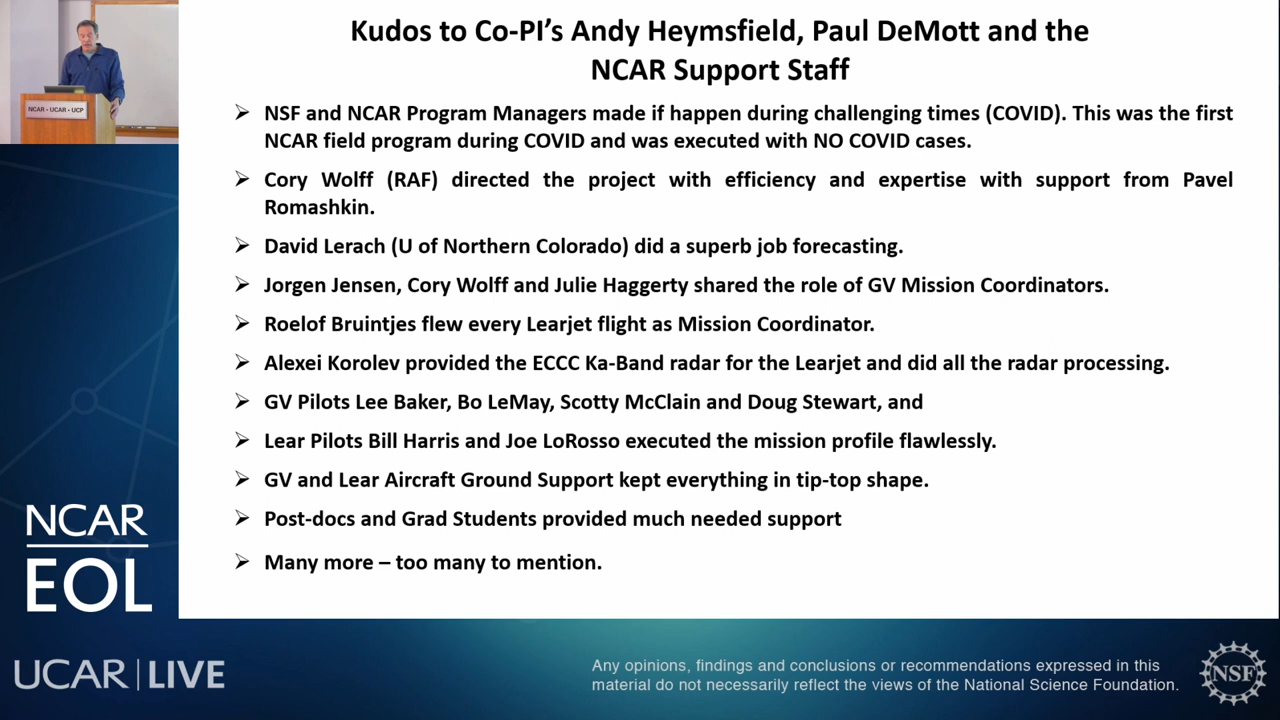 Kudos to Co-PI’s Andy Heymsfield, Paul DeMott and the
NCAR Support Staff
NCAR • UCAR • UCP
➢ NSF and NCAR Program Managers made if happen during challenging times (COVID). This was the first
NCAR field program during COVID and was executed with NO COVID cases.
➢ Cory Wolff (RAF) directed the project with efficiency and expertise with support from Pavel
Romashkin.
➢ David Lerach (U of Northern Colorado) did a superb job forecasting.
➢ Jorgen Jensen, Cory Wolff and Julie Haggerty shared the role of GV Mission Coordinators.
➢ Roelof Bruintjes flew every Learjet flight as Mission Coordinator.
➢ Alexei Korolev provided the ECCC Ka-Band radar for the Learjet and did all the radar processing.
➢ GV Pilots Lee Baker, Bo LeMay, Scotty McClain and Doug Stewart, and
➢ Lear Pilots Bill Harris and Joe LoRosso executed the mission profile flawlessly.
➢ GV and Lear Aircraft Ground Support kept everything in tip-top shape.
➢ Post-docs and Grad Students provided much needed support
➢ Many more – too many to mention.
NCAR
EOL
UCAR | LIVE
Any opinions, findings and conclusions or recommendations expressed in this
material do not necessarily reflect the views of the National Science Foundation.
NSF